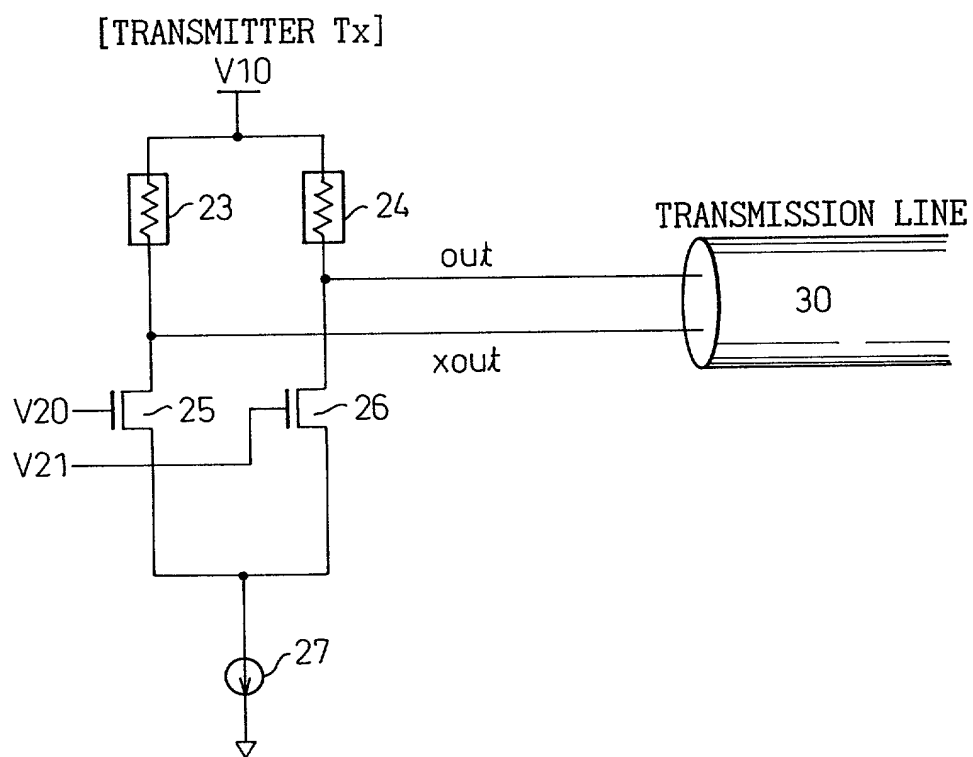 [TRANSMITTER Tx]
V10
23
24
TRANSMISSION LINE
out
30
xout
V20
25
26
V21
27